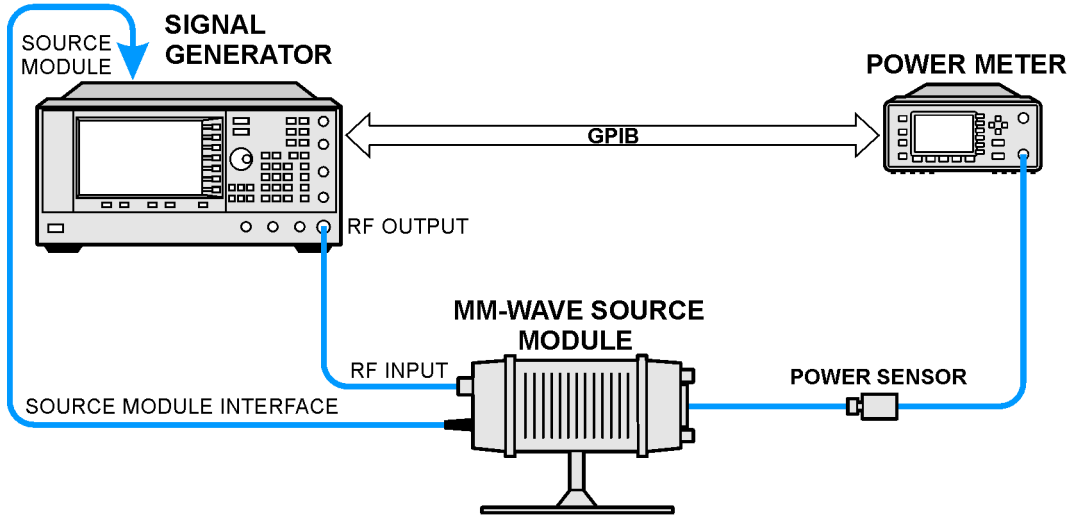 SIGNAL
GENERATOR
SOURCE
MODULE
POWER METER
GPIB
RF OUTPUT
MM-WAVE SOURCE
MODULE
RF INPUT
POWER SENSOR
SOURCE MODULE INTERFACE